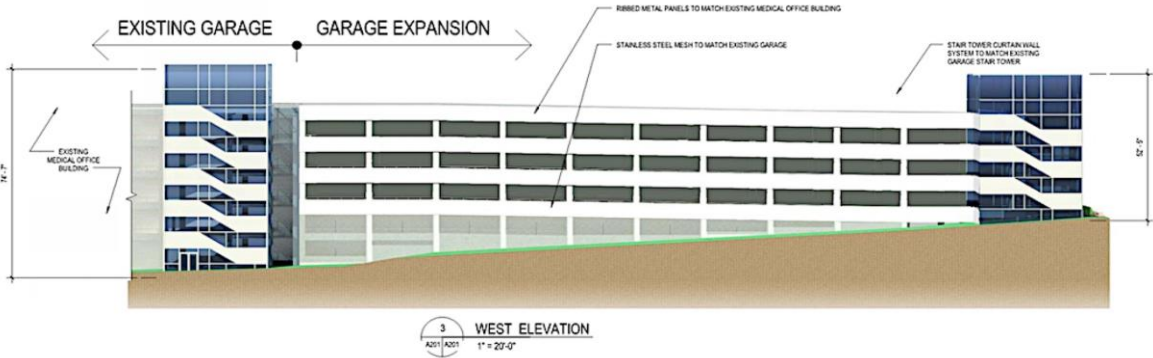 RIBBED METAL PANELS TO MATCH EXISTING MEDICAL OFFICE BUILDING
EXISTING GARAGE
GARAGE EXPANSION
STAINLESS STEEL MESH TO MATCH EXISTING GARAGE
STAIR TOWER CURTAIN WALL
SYSTEM TO MATCH EXISTING
GARAGE STAIR TOWER
EXISTING
MEDICAL OFFICE
BUILDING
3
A201
A201
WEST ELEVATION
1" = 20'-0"